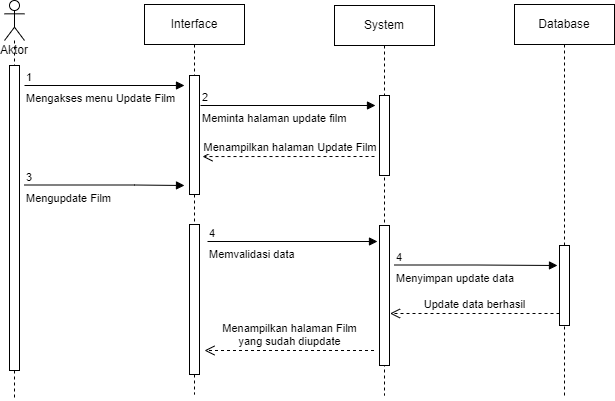 Interface
System
Database
Aktor
1
Mengakses menu Update Film
2
Meminta halaman update film
Menampilkan halaman Update Film
3
Mengupdate Film
4
Memvalidasi data
4
Menyimpan update data
Update data berhasil
Menampilkan halaman Film
yang sudah diupdate